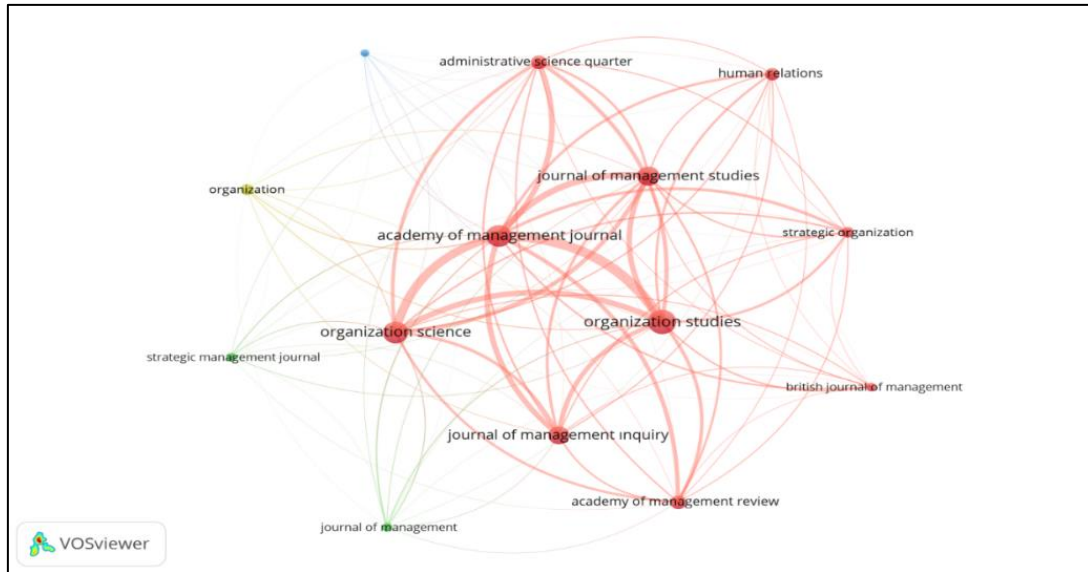 administrative science quarter
human relations
journal of management studies
organization
strategic organization
academy of management journal
organization studies
organization science
strategic management journal
british journal of management
journal of management inquiry
academy of management review
journal of management
VOSviewer